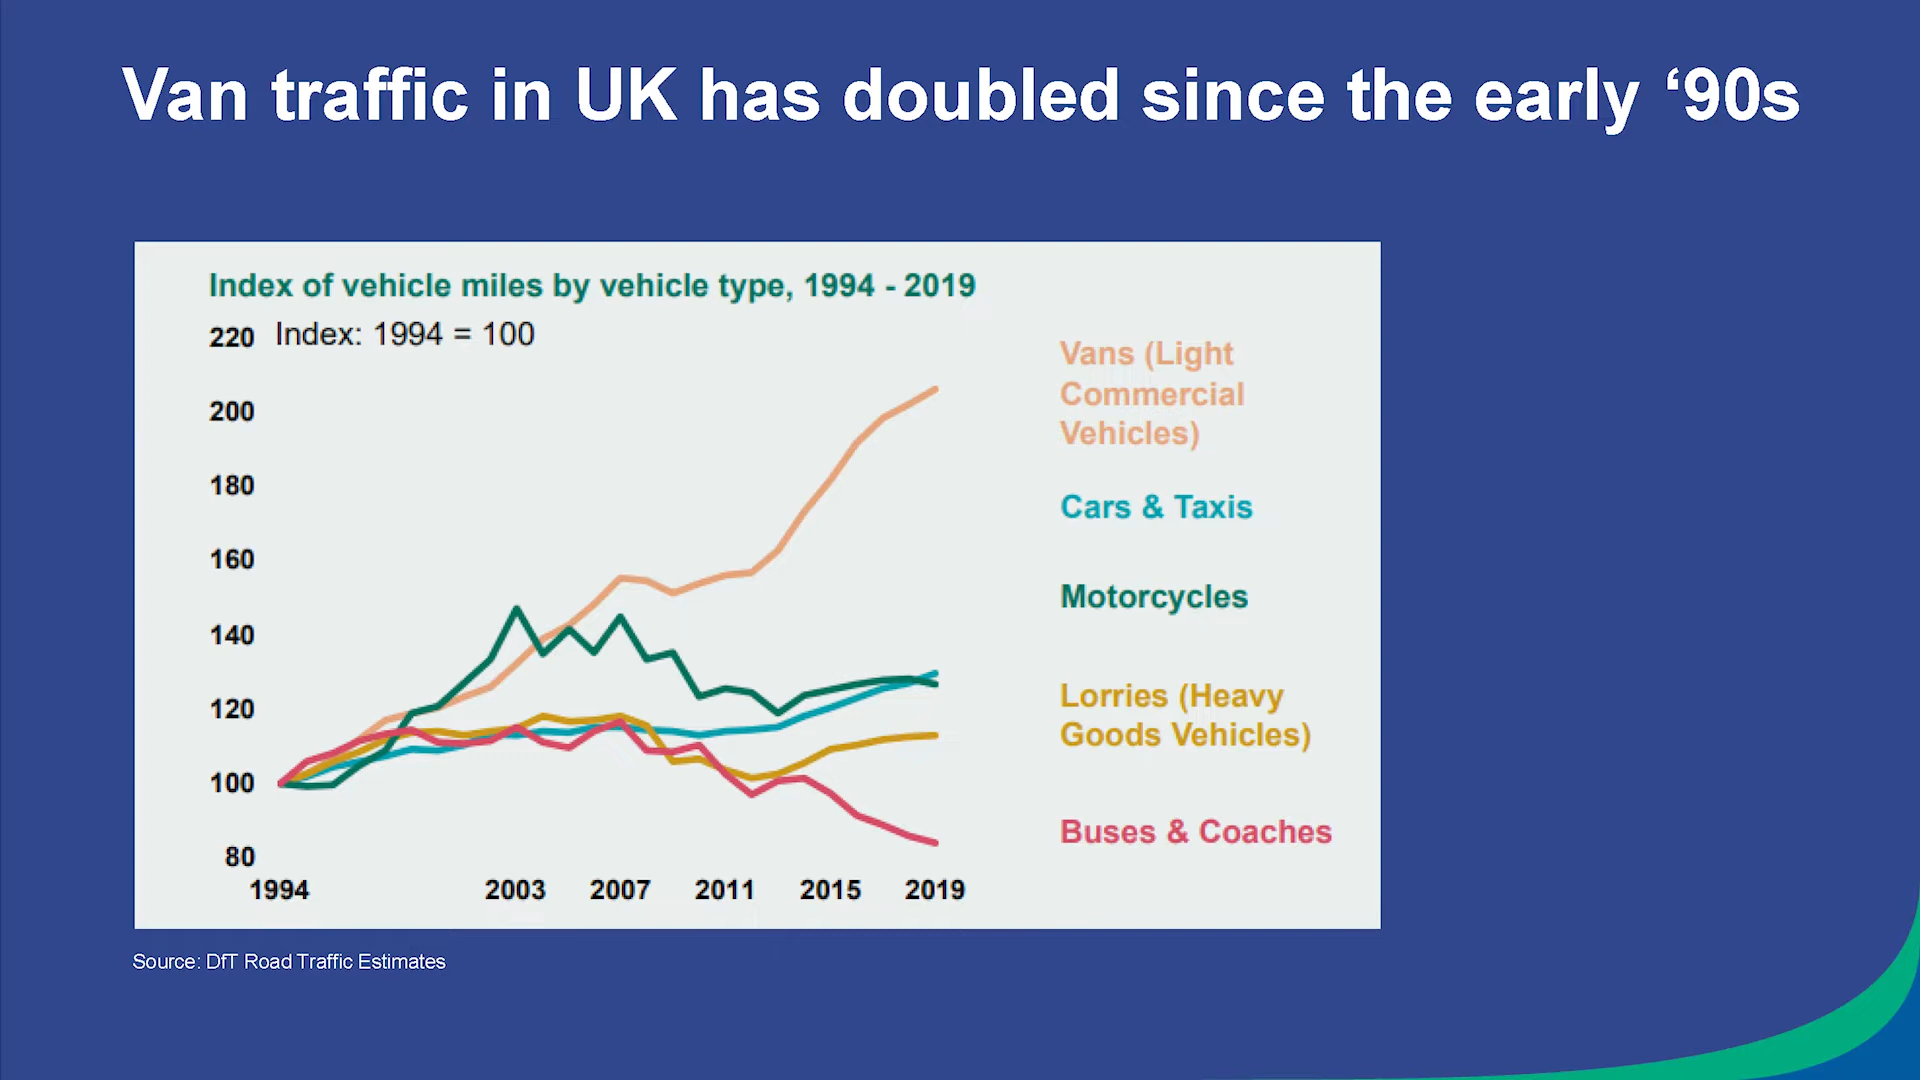 Van traffic in UK has doubled since the early ‘90s
Index of vehicle miles by vehicle type, 1994 - 2019
220 Index: 1994 = 100
200
180
160
140
120
100
80
1994 2003 2007 2011 2015 2019
Vans (Light
Commercial
Vehicles)
Cars & Taxis
Motorcycles
Lorries (Heavy
Goods Vehicles)
Buses & Coaches
Source: DfT Road Traffic Estimates